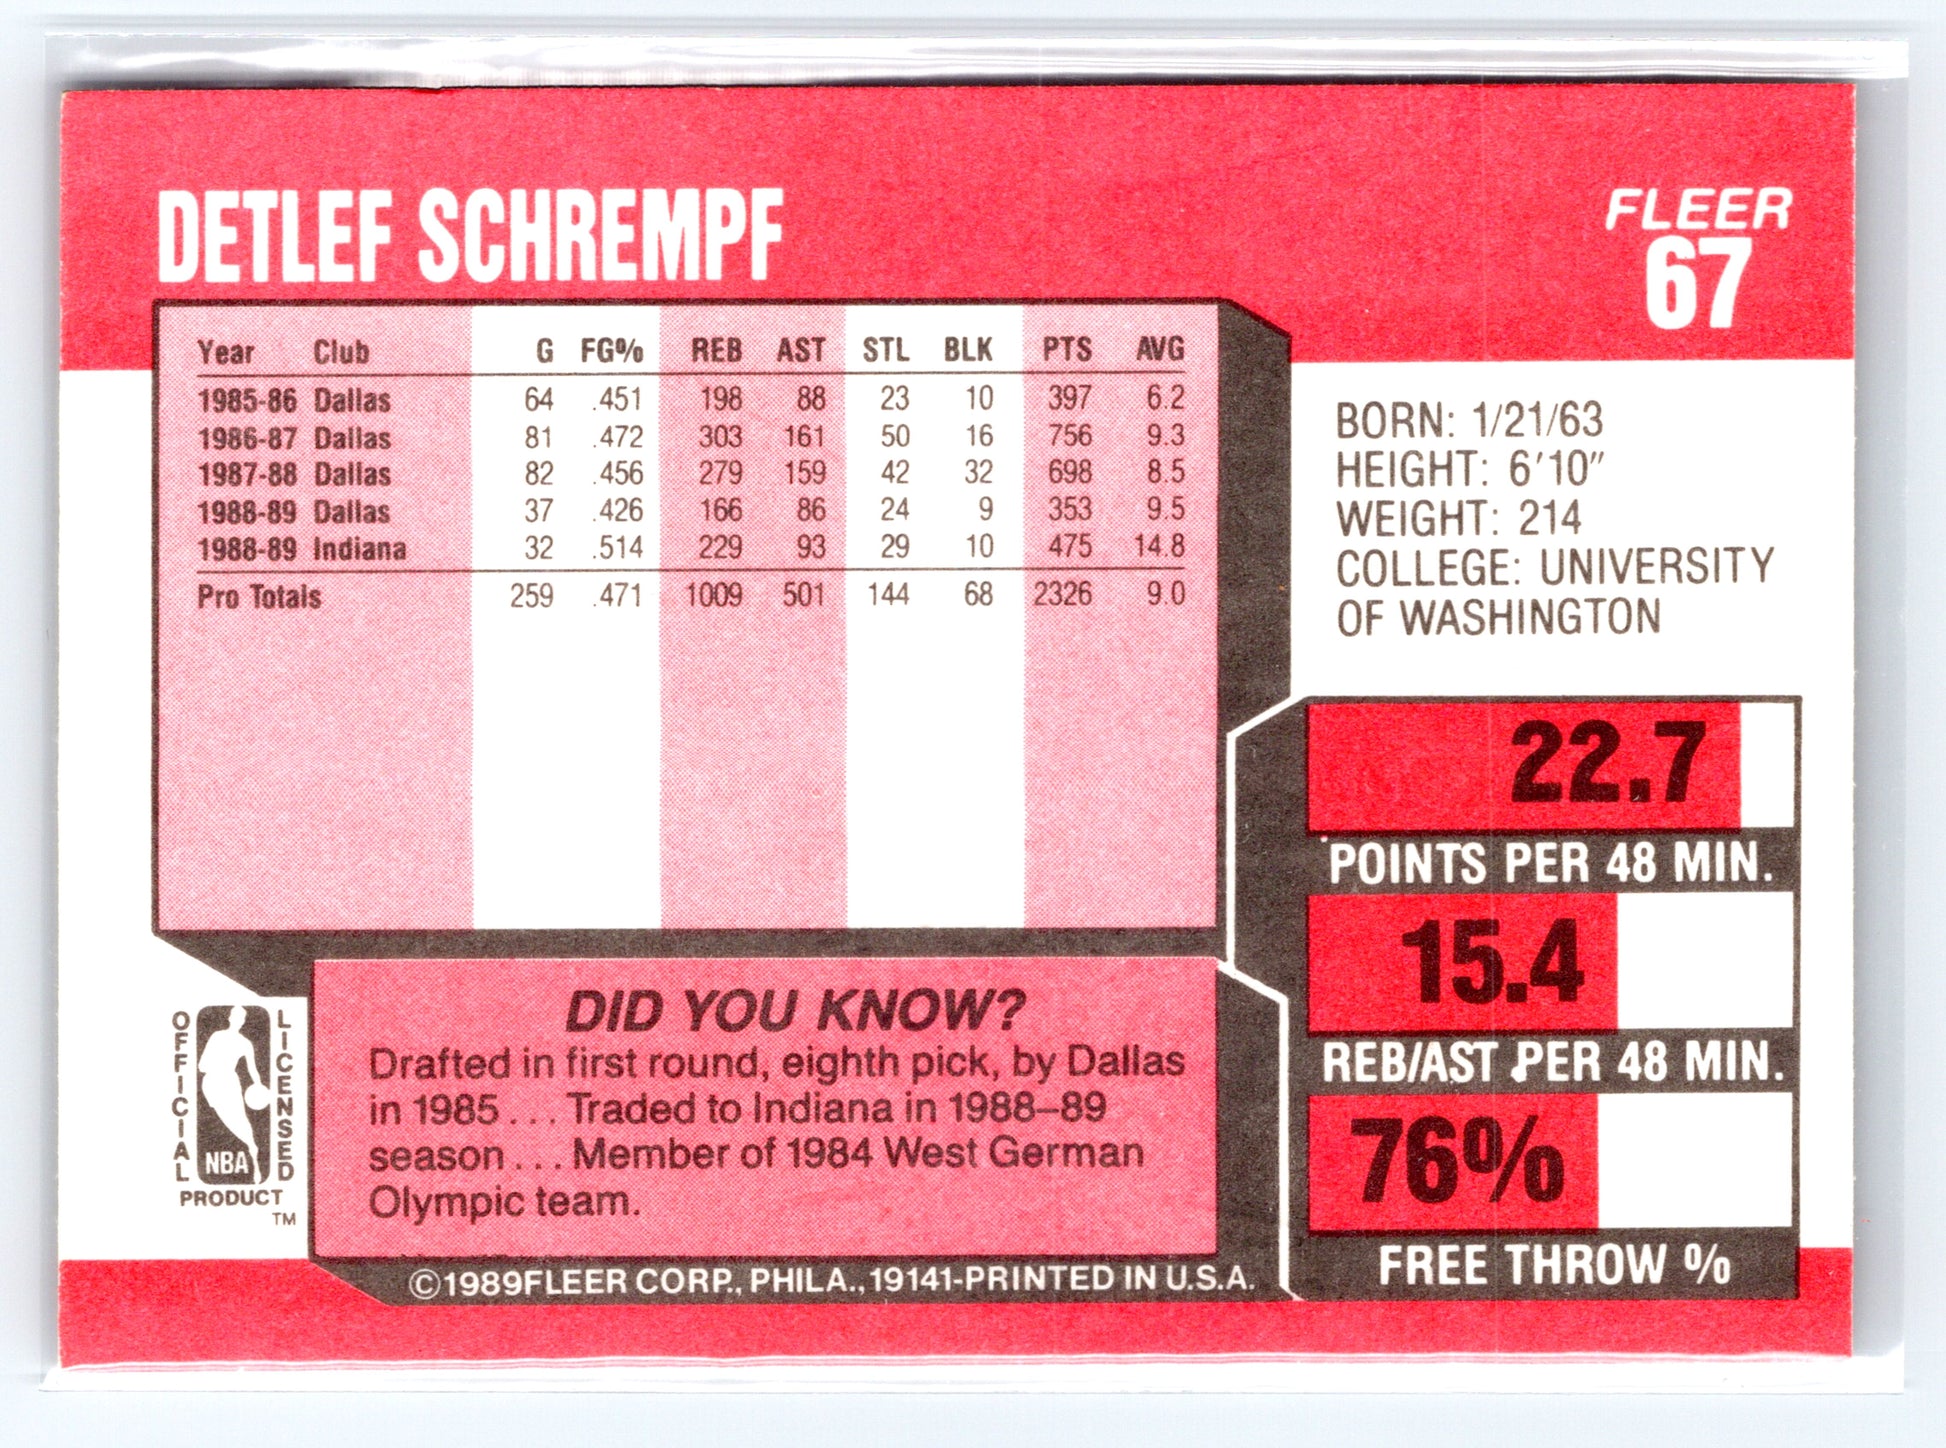 DETLEF SCHREMPF
FLEER
67
Year Club G FG% REB AST STL BLK PTS AVG
1985-86 Dallas 64 .451 198 88 23 10 397 6.2
1986-87 Dallas 81 .472 303 161 50 16 756 9.3
1987-88 Dallas 82 .456 279 159 42 32 698 8.5
1988-89 Dallas 37 .426 166 86 24 9 353 9.5
1988-89 Indiana 32 .514 229 93 29 10 475 14.8
Pro Totals 259 .471 1009 501 144 68 2326 9.0
BORN: 1/21/63
HEIGHT: 6'10"
WEIGHT: 214
COLLEGE: UNIVERSITY
OF WASHINGTON
22.7
POINTS PER 48 MIN.
15.4
REB/AST PER 48 MIN.
76%
FREE THROW %
DID YOU KNOW?
Drafted in first round, eighth pick, by Dallas
in 1985 . . . Traded to Indiana in 1988–89
season . . . Member of 1984 West German
Olympic team.
OFFICIAL
LICENSED
NBA
PRODUCT
TM
©1989FLEER CORP., PHILA., 19141-PRINTED IN U.S.A.